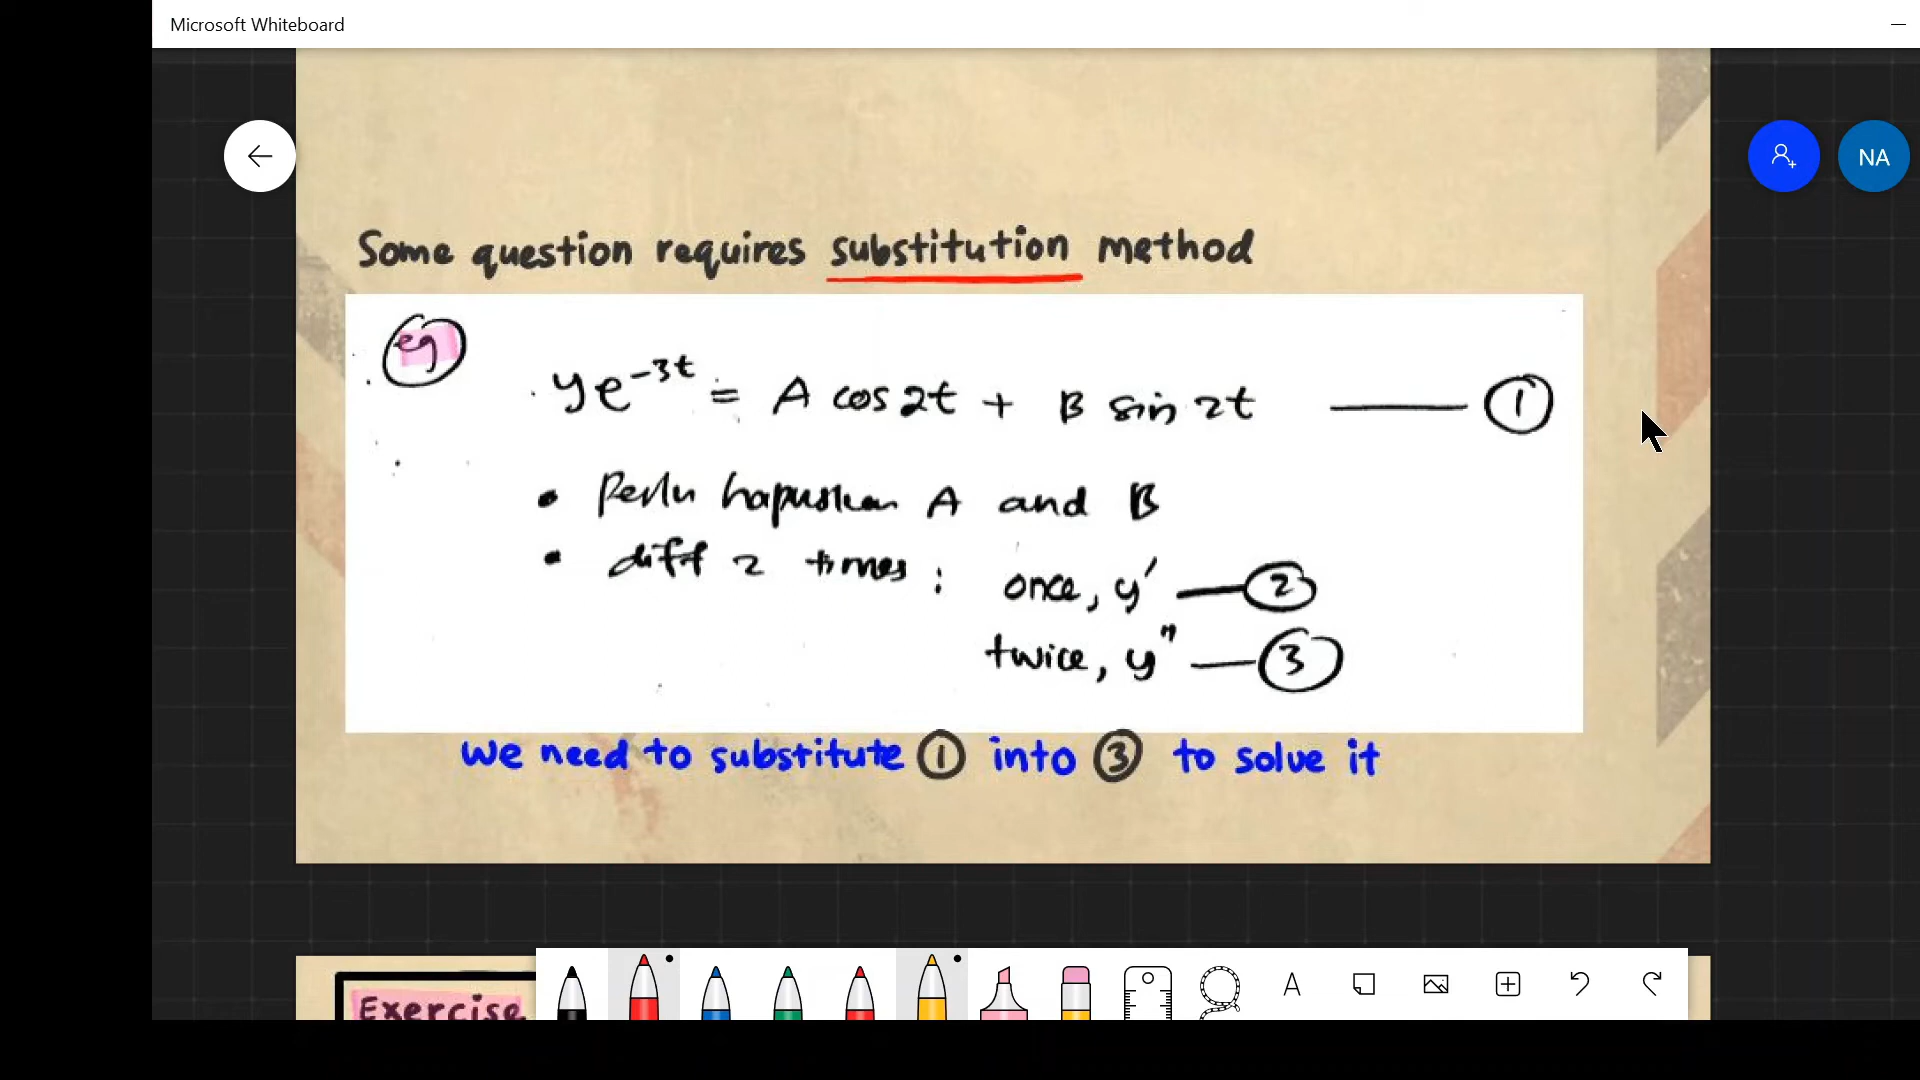 Microsoft Whiteboard
NA
Some question requires substitution method
eg
ye⁻³ᵗ = A cos 2t + B sin 2t —— ①
• Perlu hapuskan A and B
• diff 2 times : once, y′ — ②
twice, y″ — ③
We need to substitute ① into ③ to solve it
Exercise
A